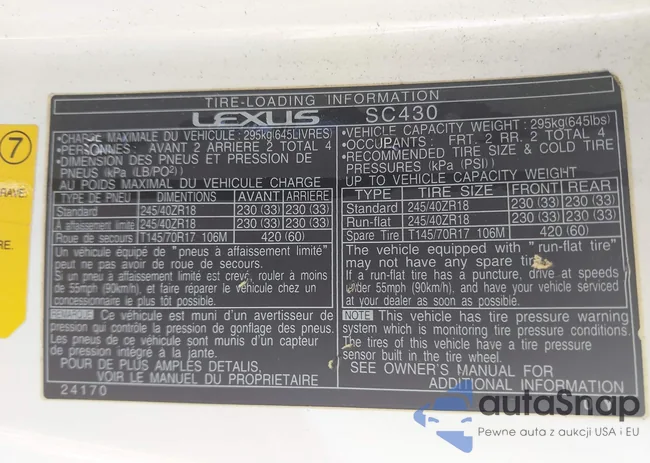 TIRE-LOADING INFORMATION
LEXUS SC430
•CHARGE MAXIMALE DU VEHICULE : 295kg(645LIVRES)
•PERSONNES : AVANT 2 ARRIERE 2 TOTAL 4
•DIMENSION DES PNEUS ET PRESSION DE
PNEUS kPa (LB/PO²))
AU POIDS MAXIMAL DU VEHICULE CHARGE
TYPE DE PNEU DIMENTIONS AVANT ARRIERE
Standard 245/40ZR18 230 (33) 230 (33)
À affaissement limité 245/40ZR18 230 (33) 230 (33)
Roue de secours T145/70R17 106M 420 (60)
Un véhicule équipé de "pneus à affaissement limité"
peut ne pas avoir de roue de secours.
Si un pneu à affaissement limité est crevé, rouler à moins
de 55mph (90km/h), et faire réparer le véhicule chez un
concessionnaire le plus tôt possible.
REMARQUE Ce véhicule est muni d'un avertisseur de
pression qui contrôle la pression de gonflage des pneus.
Les pneus de ce véhicule sont munis d'un capteur
de pression intégré à la jante.
POUR DE PLUS AMPLES DETALIS,
VOIR LE MANUEL DU PROPRIETAIRE
24170
•VEHICLE CAPACITY WEIGHT : 295kg(645lbs)
•OCCUPANTS : FRT. 2 RR. 2 TOTAL 4
•RECOMMENDED TIRE SIZE & COLD TIRE
PRESSURES (kPa (PSI))
UP TO VEHICLE CAPACITY WEIGHT
TYPE TIRE SIZE FRONT REAR
Standard 245/40ZR18 230 (33) 230 (33)
Run-flat 245/40ZR18 230 (33) 230 (33)
Spare Tire T145/70R17 106M 420 (60)
The vehicle equipped with "run-flat tire"
may not have any spare tire.
If a run-flat tire has a puncture, drive at speeds
under 55mph (90km/h), and have your vehicle serviced
at your dealer as soon as possible.
NOTE This vehicle has tire pressure warning
system which is monitoring tire pressure conditions.
The tires of this vehicle have a tire pressure
sensor built in the tire wheel.
SEE OWNER'S MANUAL FOR
ADDITIONAL INFORMATION
7
RAVE.
RE.
autoSnap
Pewne auta z aukcji USA i EU